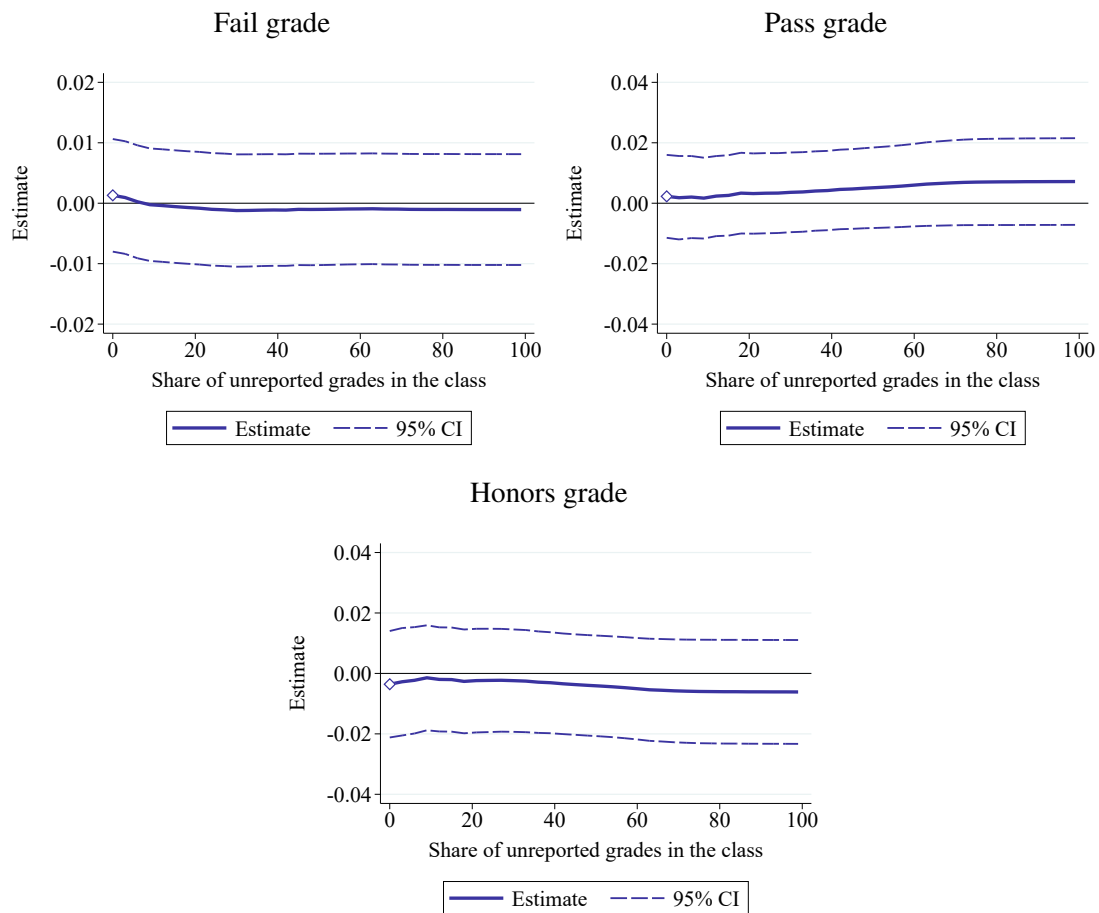 Fail grade
Pass grade
0.02
0.01
0.00
-0.01
-0.02
Estimate
0 20 40 60 80 100
Share of unreported grades in the class
Estimate 95% CI
0.04
0.02
0.00
-0.02
-0.04
Estimate
0 20 40 60 80 100
Share of unreported grades in the class
Estimate 95% CI
Honors grade
0.04
0.02
0.00
-0.02
-0.04
Estimate
0 20 40 60 80 100
Share of unreported grades in the class
Estimate 95% CI